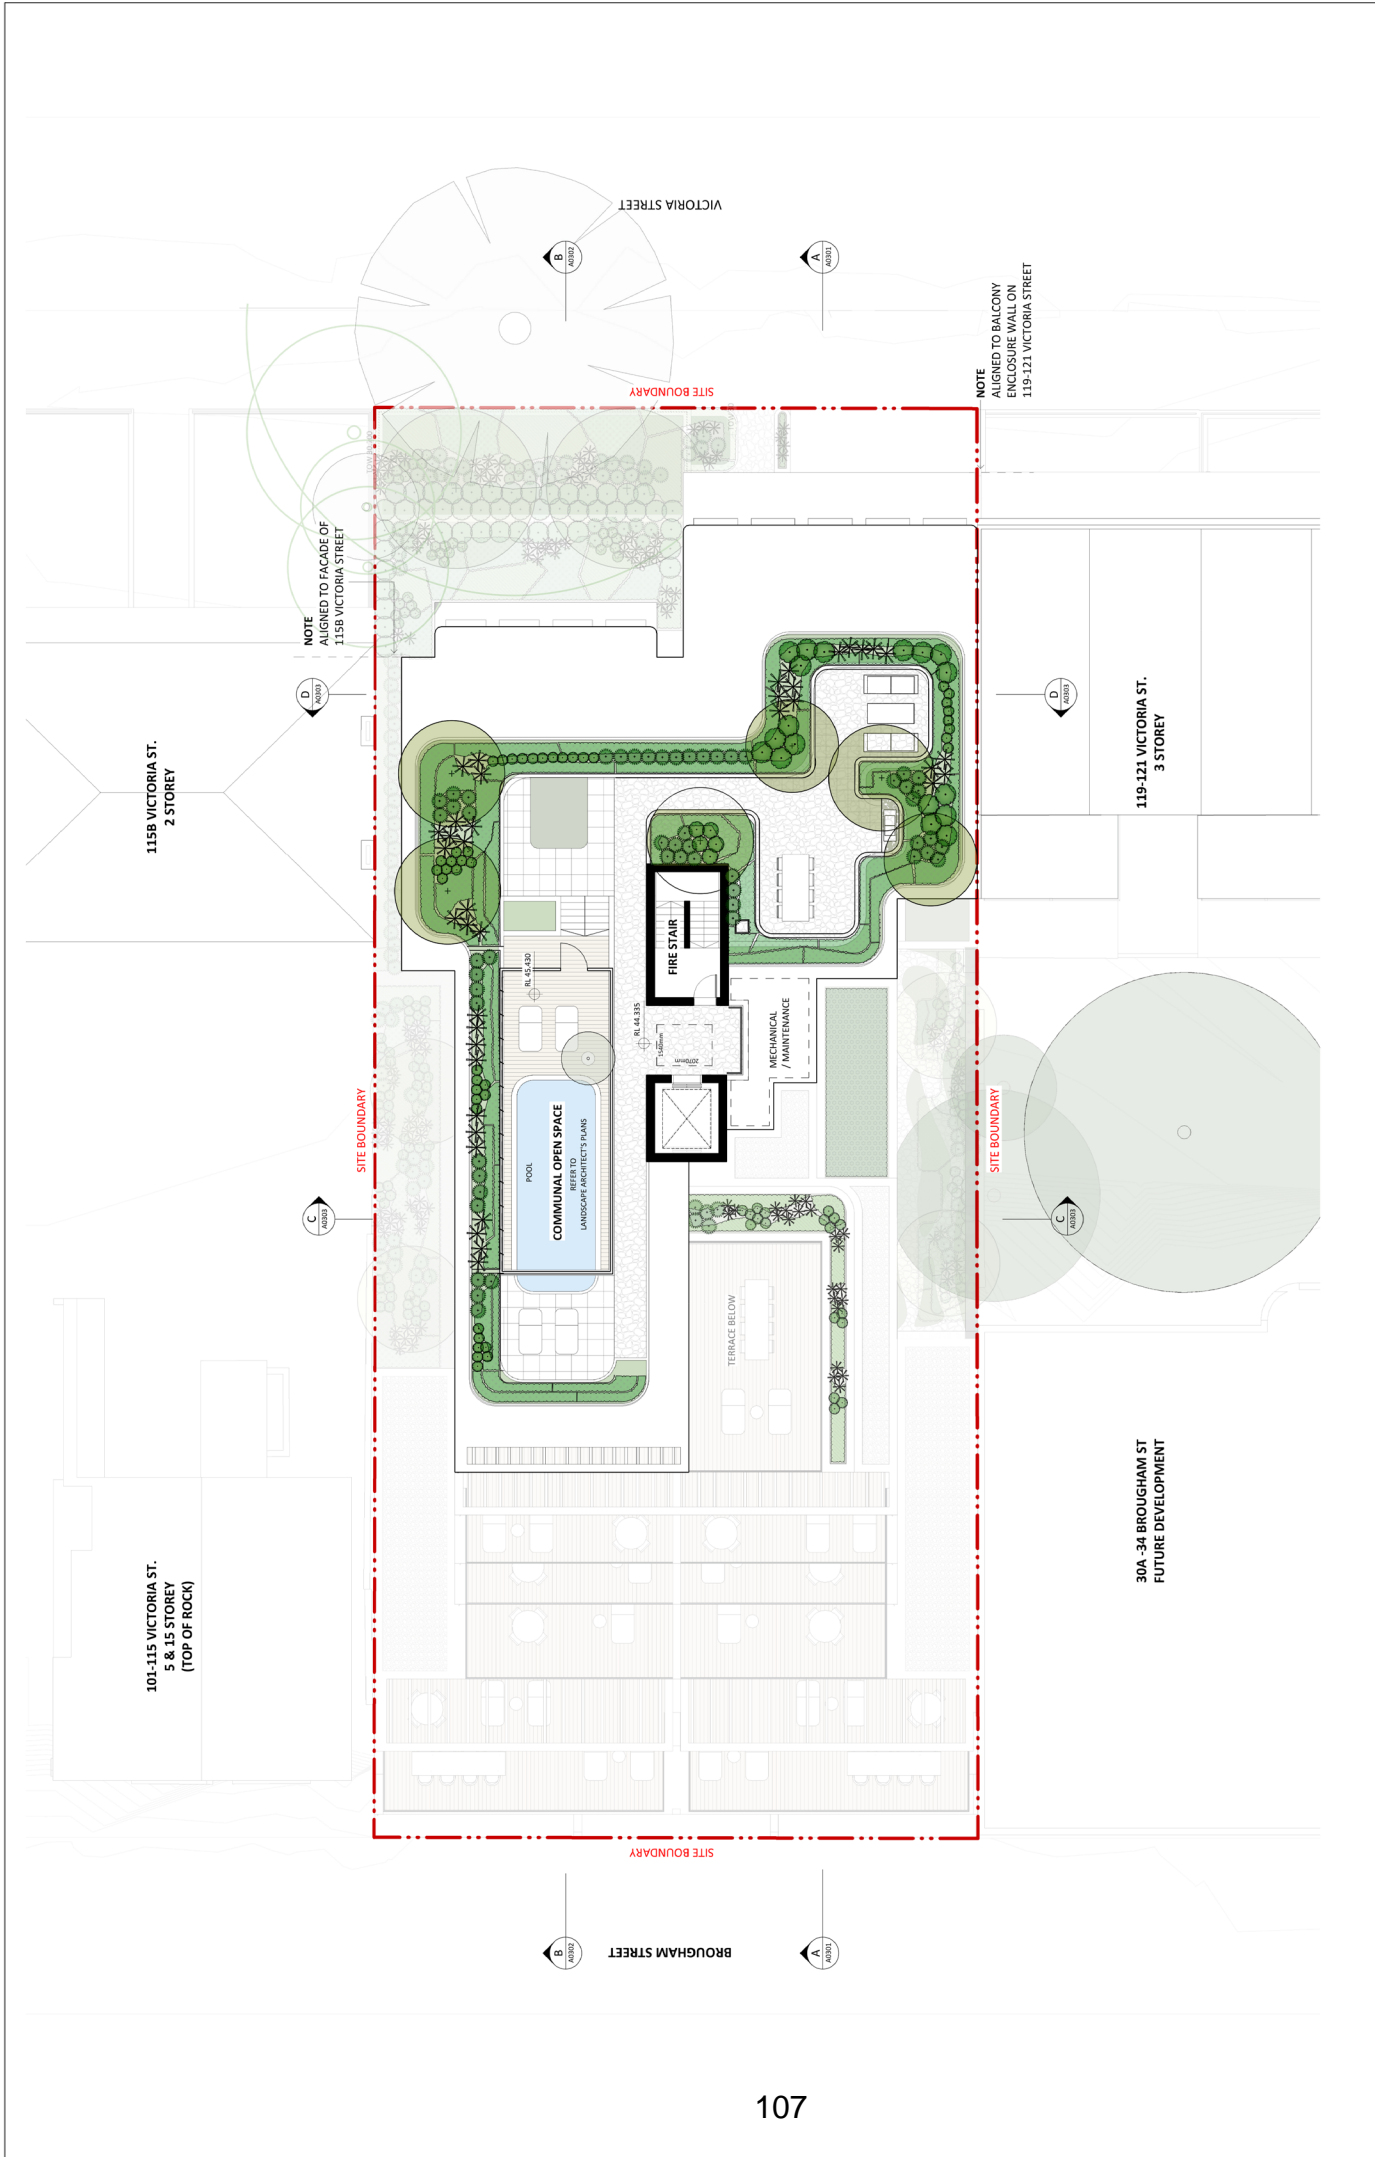 VICTORIA STREET
B
A0302
A
A0301
NOTE
ALIGNED TO BALCONY
ENCLOSURE WALL ON
119-121 VICTORIA STREET
SITE BOUNDARY
NOTE
ALIGNED TO FACADE OF
115B VICTORIA STREET
D
A0303
D
A0303
115B VICTORIA ST.
2 STOREY
119-121 VICTORIA ST.
3 STOREY
FIRE STAIR
RL 45.430
RL 44.335
1540mm
2070mm
MECHANICAL
/ MAINTENANCE
SITE BOUNDARY
SITE BOUNDARY
POOL
COMMUNAL OPEN SPACE
REFER TO
LANDSCAPE ARCHITECT'S PLANS
C
A0303
C
A0303
TERRACE BELOW
101-115 VICTORIA ST.
5 & 15 STOREY
(TOP OF ROCK)
30A -34 BROUGHAM ST
FUTURE DEVELOPMENT
SITE BOUNDARY
B
A0302
BROUGHAM STREET
A
A0301
107